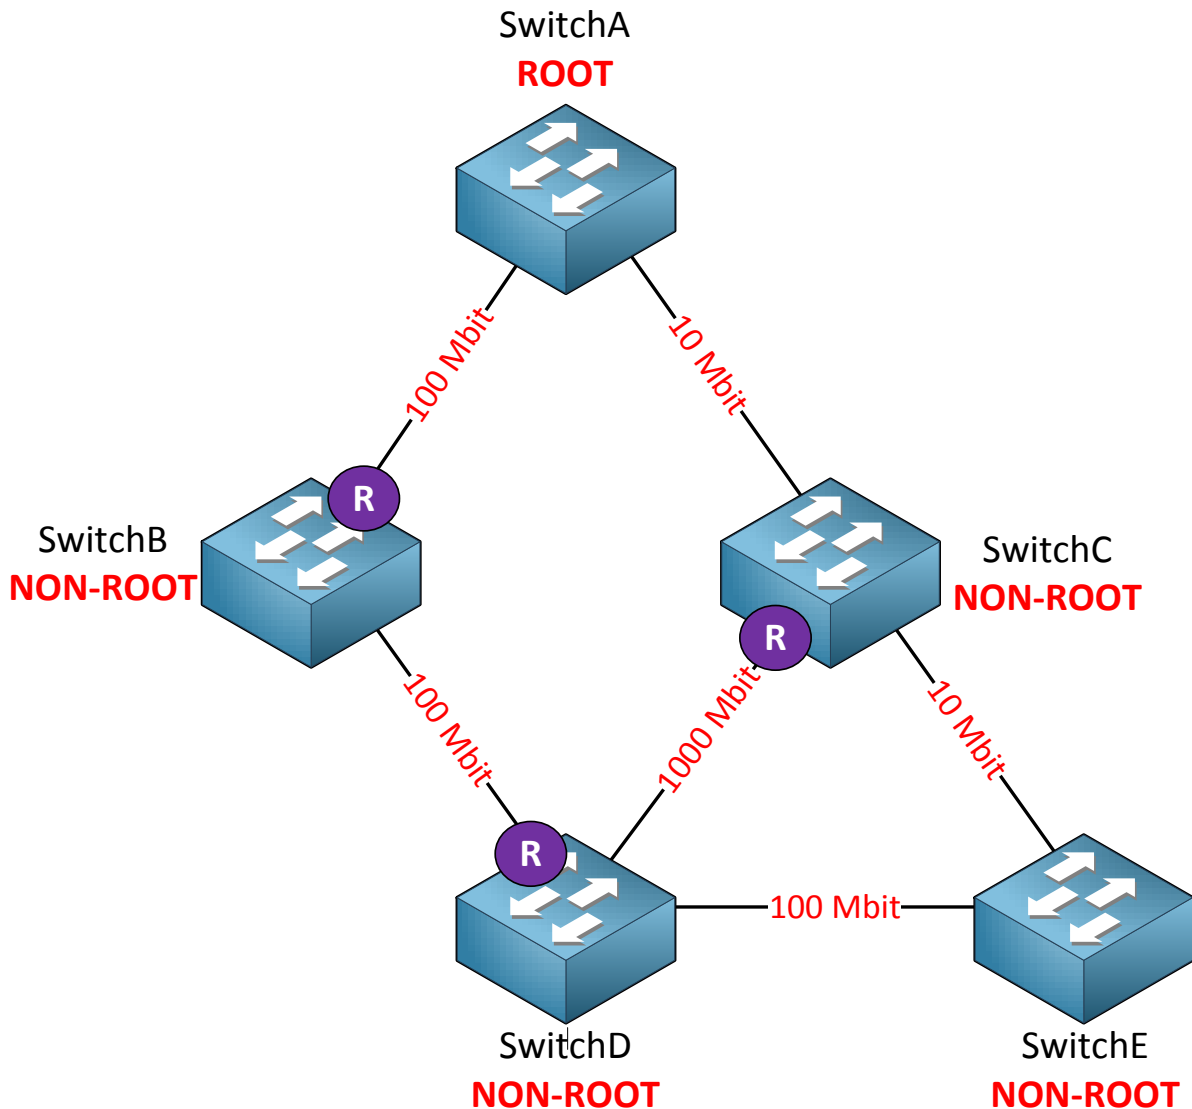 SwitchA
ROOT
100 Mbit
10 Mbit
R
SwitchB
NON-ROOT
SwitchC
NON-ROOT
R
100 Mbit
1000 Mbit
10 Mbit
R
100 Mbit
SwitchD
NON-ROOT
SwitchE
NON-ROOT